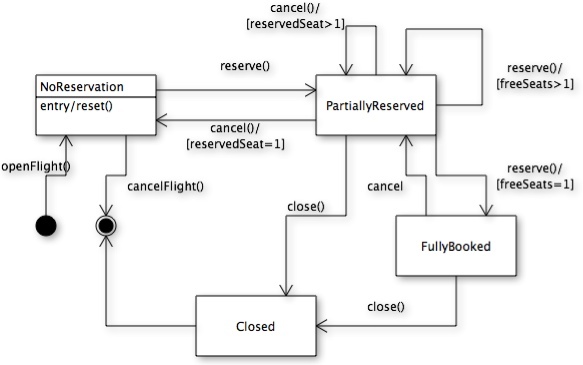 cancel()/
[reservedSeat>1]
reserve()
reserve()/
[freeSeats>1]
NoReservation
entry/reset()
PartiallyReserved
cancel()/
[reservedSeat=1]
openFlight()
cancelFlight()
cancel
reserve()/
[freeSeats=1]
close()
FullyBooked
close()
Closed